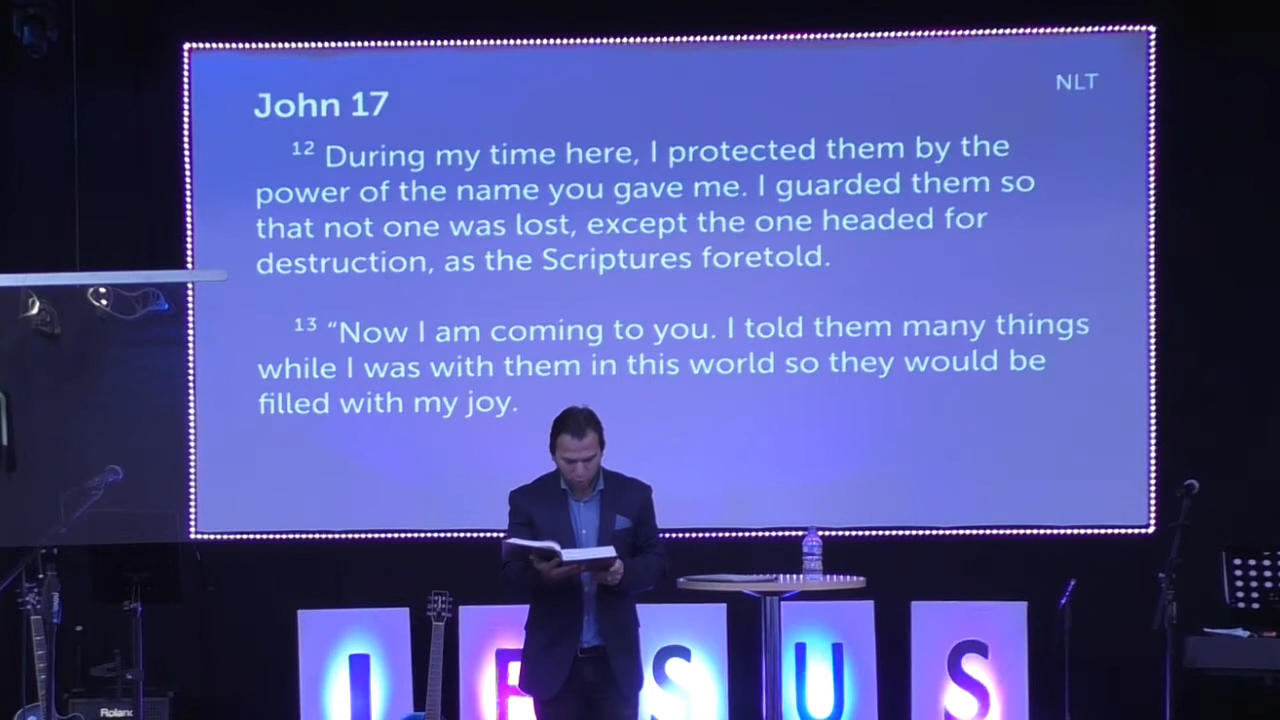 NLT
John 17
12 During my time here, I protected them by the
power of the name you gave me. I guarded them so
that not one was lost, except the one headed for
destruction, as the Scriptures foretold.
13 “Now I am coming to you. I told them many things
while I was with them in this world so they would be
filled with my joy.
JESUS
Roland